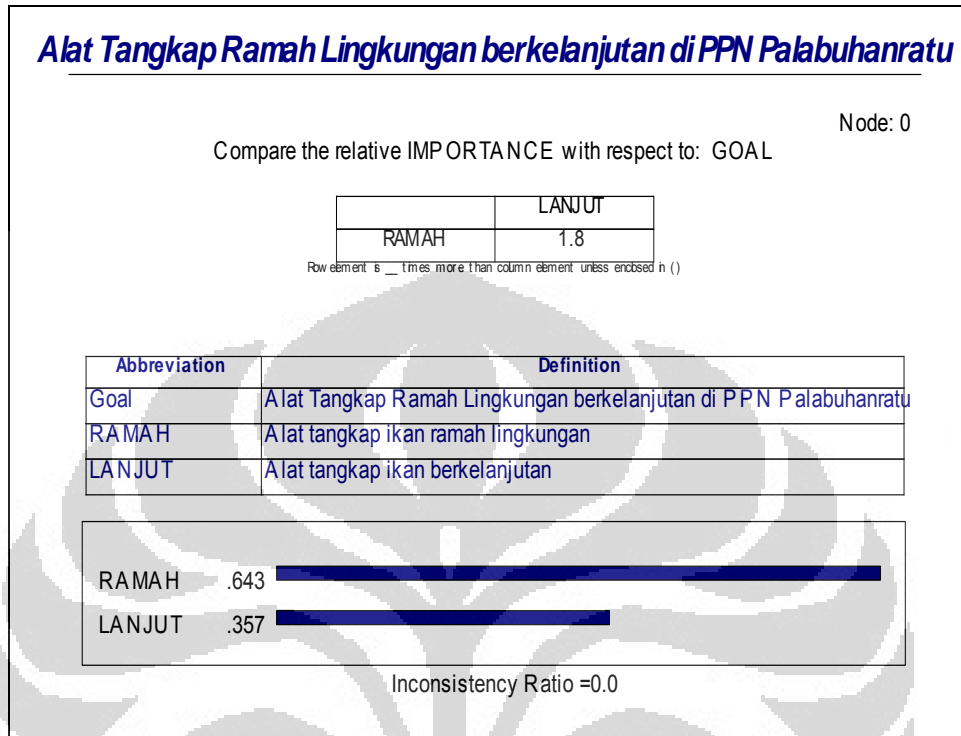 Alat Tangkap Ramah Lingkungan berkelanjutan di PPN Palabuhanratu
Node: 0
Compare the relative IMPORTANCE with respect to: GOAL
LANJUT
RAMAH 1.8
Row element is __ times more than column element unless enclosed in ()
Abbreviation Definition
Goal Alat Tangkap Ramah Lingkungan berkelanjutan di PPN Palabuhanratu
RAMAH Alat tangkap ikan ramah lingkungan
LANJUT Alat tangkap ikan berkelanjutan
RAMAH .643
LANJUT .357
Inconsistency Ratio =0.0